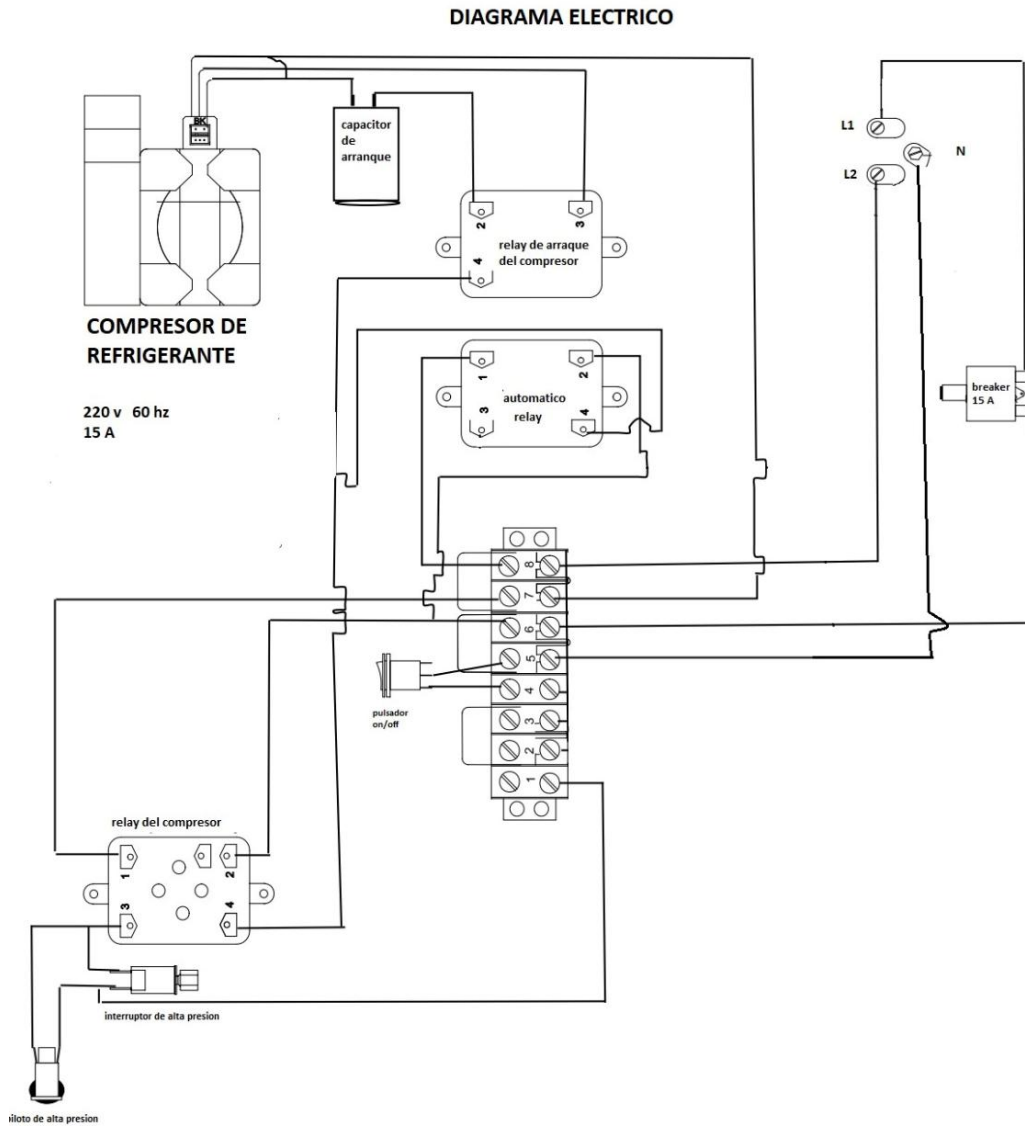 DIAGRAMA ELECTRICO
BK
capacitor
de
arranque
L1
N
L2
2
3
4
relay de arraque
del compresor
COMPRESOR DE
REFRIGERANTE
220 v 60 hz
15 A
1
2
automatico
relay
3
4
breaker
15 A
8
7
6
5
4
3
2
1
pulsador
on/off
relay del compresor
1
2
3
4
interruptor de alta presion
iloto de alta presion